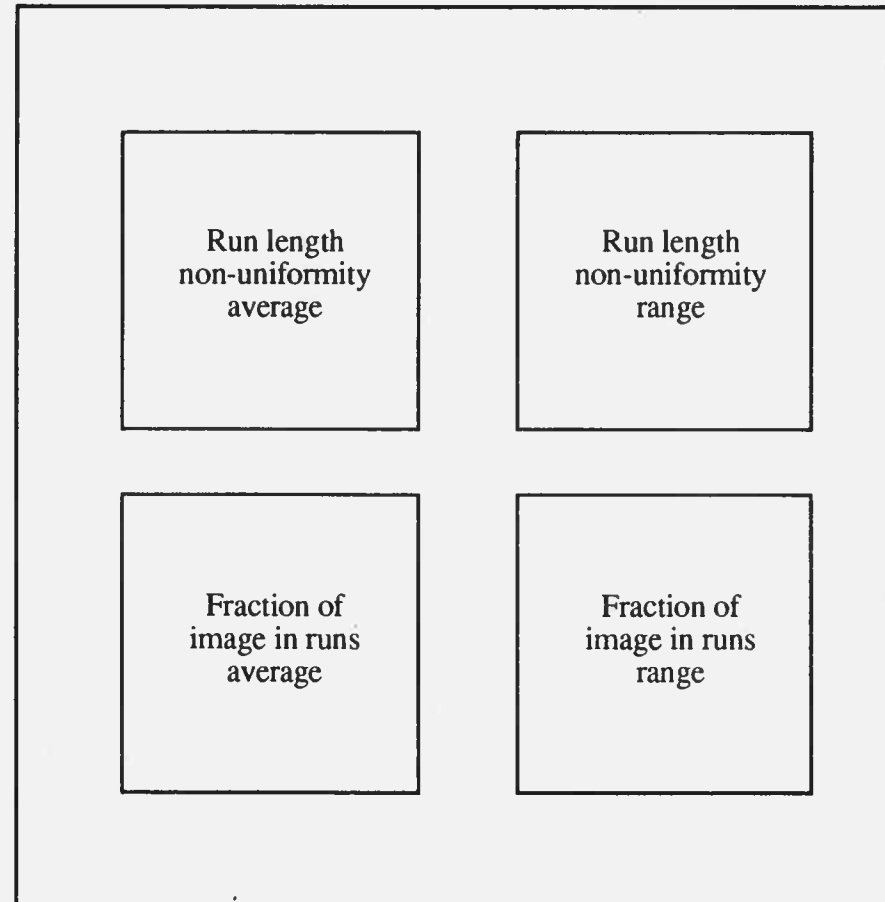 Run length
non-uniformity
average
Run length
non-uniformity
range
Fraction of
image in runs
average
Fraction of
image in runs
range